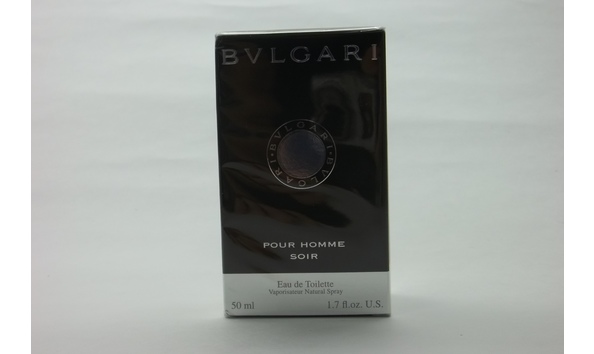 BVLGARI
BVLGARI • BVLGARI •
POUR HOMME
SOIR
Eau de Toilette
Vaporisateur Natural Spray
50 ml 1.7 fl.oz. U.S.